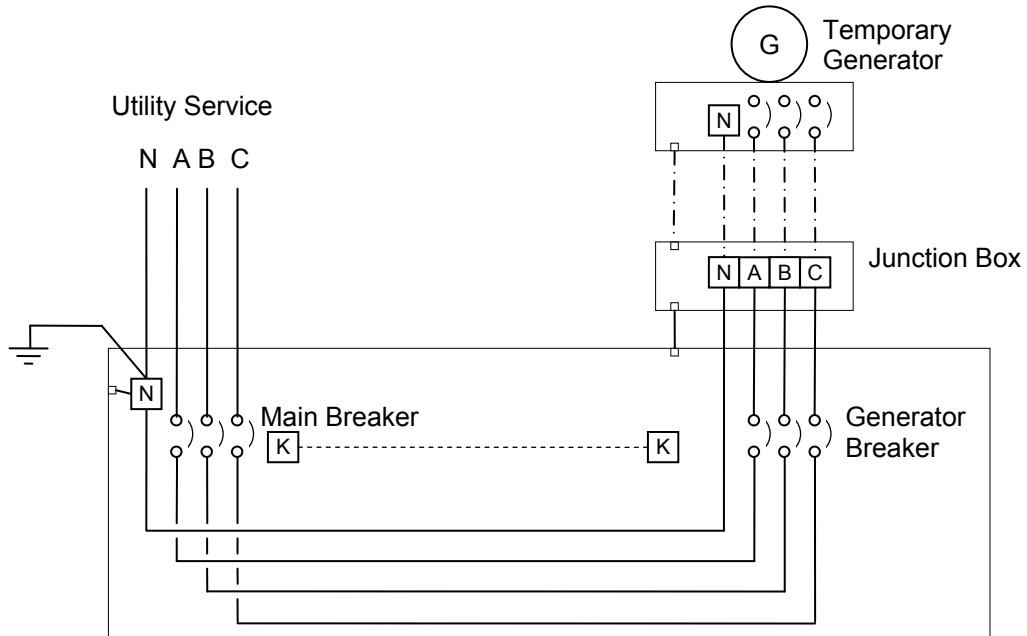 G
Temporary
Generator
N
Utility Service
N A B C
N A B C
Junction Box
N
Main Breaker
K
K
Generator
Breaker